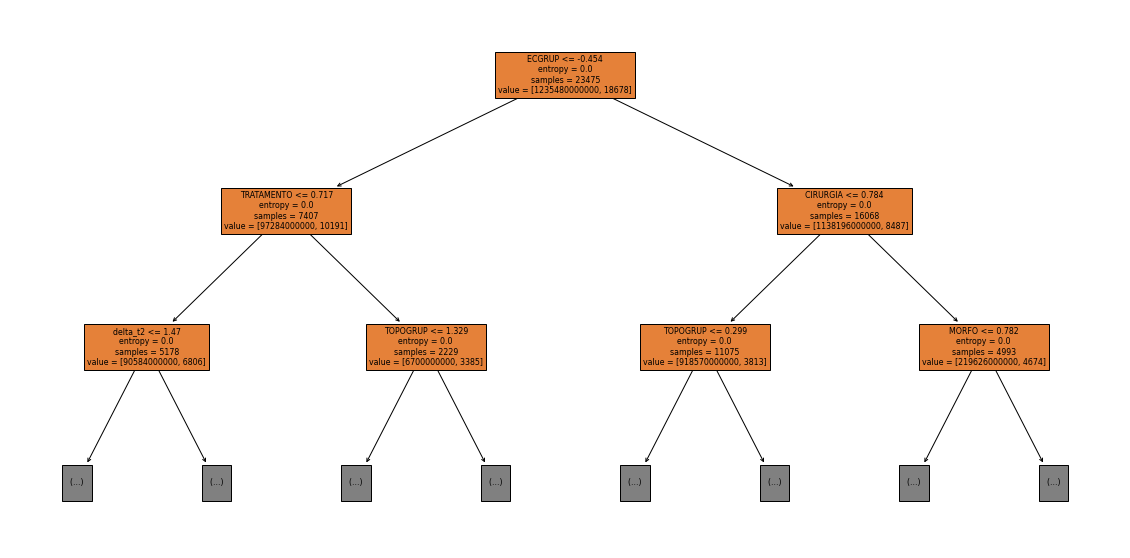 ECGRUP <= -0.454
entropy = 0.0
samples = 23475
value = [1235480000000, 18678]
TRATAMENTO <= 0.717
entropy = 0.0
samples = 7407
value = [97284000000, 10191]
CIRURGIA <= 0.784
entropy = 0.0
samples = 16068
value = [1138196000000, 8487]
delta_t2 <= 1.47
entropy = 0.0
samples = 5178
value = [90584000000, 6806]
TOPOGRUP <= 1.329
entropy = 0.0
samples = 2229
value = [6700000000, 3385]
TOPOGRUP <= 0.299
entropy = 0.0
samples = 11075
value = [918570000000, 3813]
MORFO <= 0.782
entropy = 0.0
samples = 4993
value = [219626000000, 4674]
(...)
(...)
(...)
(...)
(...)
(...)
(...)
(...)